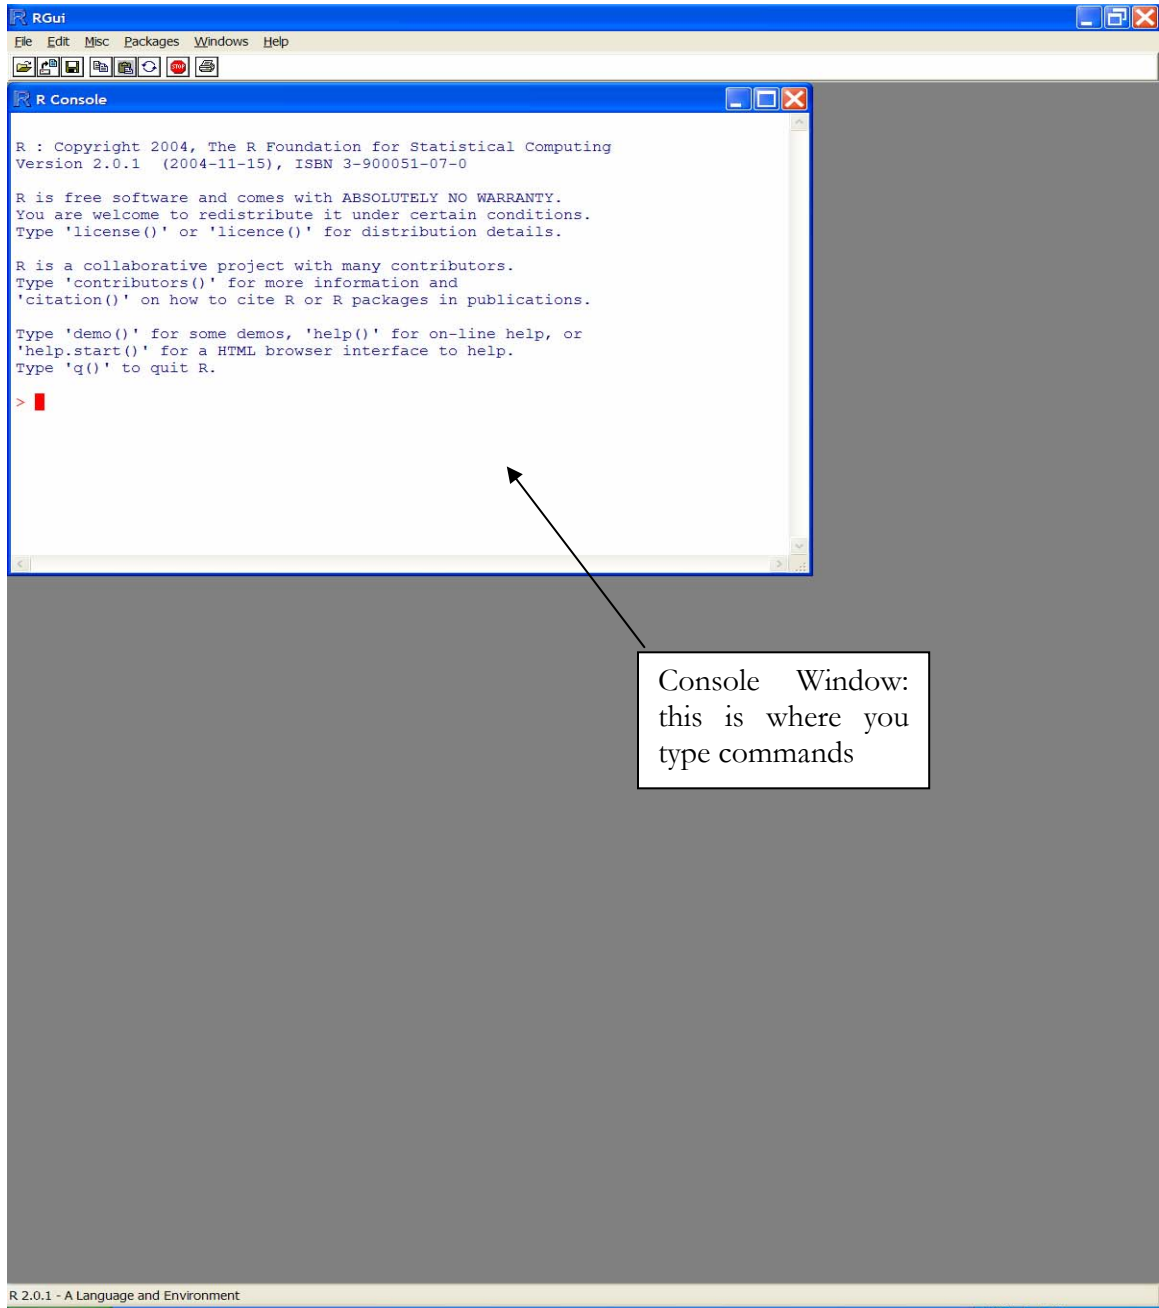 RGui
File Edit Misc Packages Windows Help
STOP
R Console
R : Copyright 2004, The R Foundation for Statistical Computing
Version 2.0.1  (2004-11-15), ISBN 3-900051-07-0
R is free software and comes with ABSOLUTELY NO WARRANTY.
You are welcome to redistribute it under certain conditions.
Type 'license()' or 'licence()' for distribution details.
R is a collaborative project with many contributors.
Type 'contributors()' for more information and
'citation()' on how to cite R or R packages in publications.
Type 'demo()' for some demos, 'help()' for on-line help, or
'help.start()' for a HTML browser interface to help.
Type 'q()' to quit R.
>
Console Window:
this is where you
type commands
R 2.0.1 - A Language and Environment